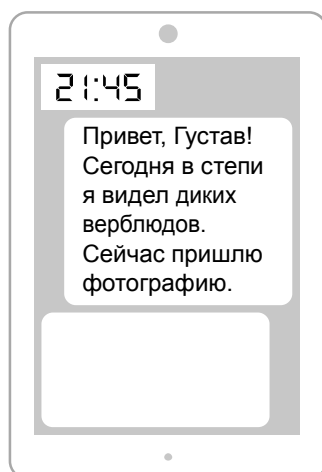 21:45
Привет, Густав!
Сегодня в степи
я видел диких
верблюдов.
Сейчас пришлю
фотографию.